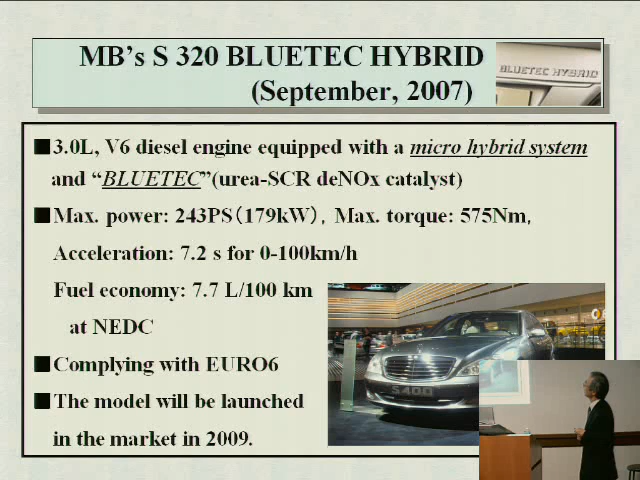 MB's S 320 BLUETEC HYBRID
(September, 2007)
BLUETEC HYBRID
■3.0L, V6 diesel engine equipped with a micro hybrid system
and “BLUETEC”(urea-SCR deNOx catalyst)
■Max. power: 243PS(179kW), Max. torque: 575Nm,
Acceleration: 7.2 s for 0-100km/h
Fuel economy: 7.7 L/100 km
at NEDC
■Complying with EURO6
■The model will be launched
in the market in 2009.
S400